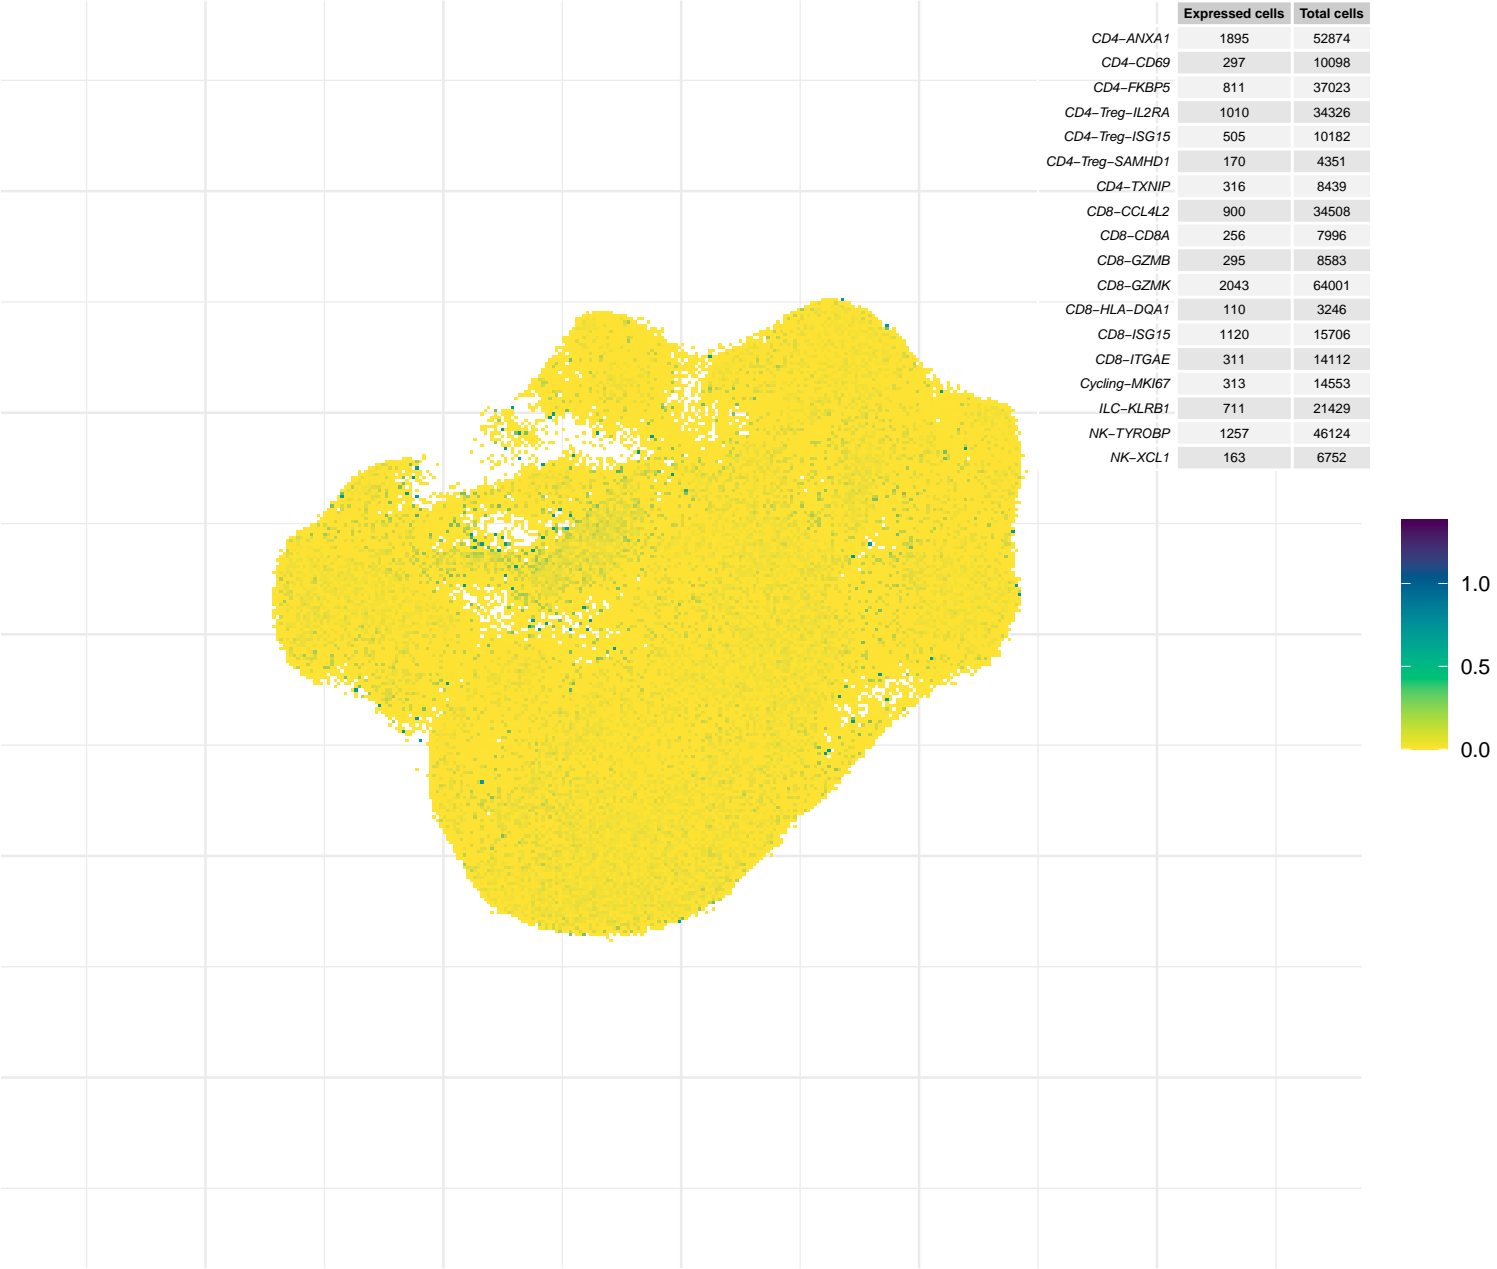 Expressed cells Total cells
CD4−ANXA1 1895 52874
CD4−CD69 297 10098
CD4−FKBP5 811 37023
CD4−Treg−IL2RA 1010 34326
CD4−Treg−ISG15 505 10182
CD4−Treg−SAMHD1 170 4351
CD4−TXNIP 316 8439
CD8−CCL4L2 900 34508
CD8−CD8A 256 7996
CD8−GZMB 295 8583
CD8−GZMK 2043 64001
CD8−HLA−DQA1 110 3246
CD8−ISG15 1120 15706
CD8−ITGAE 311 14112
Cycling−MKI67 313 14553
ILC−KLRB1 711 21429
NK−TYROBP 1257 46124
NK−XCL1 163 6752
1.0
0.5
0.0